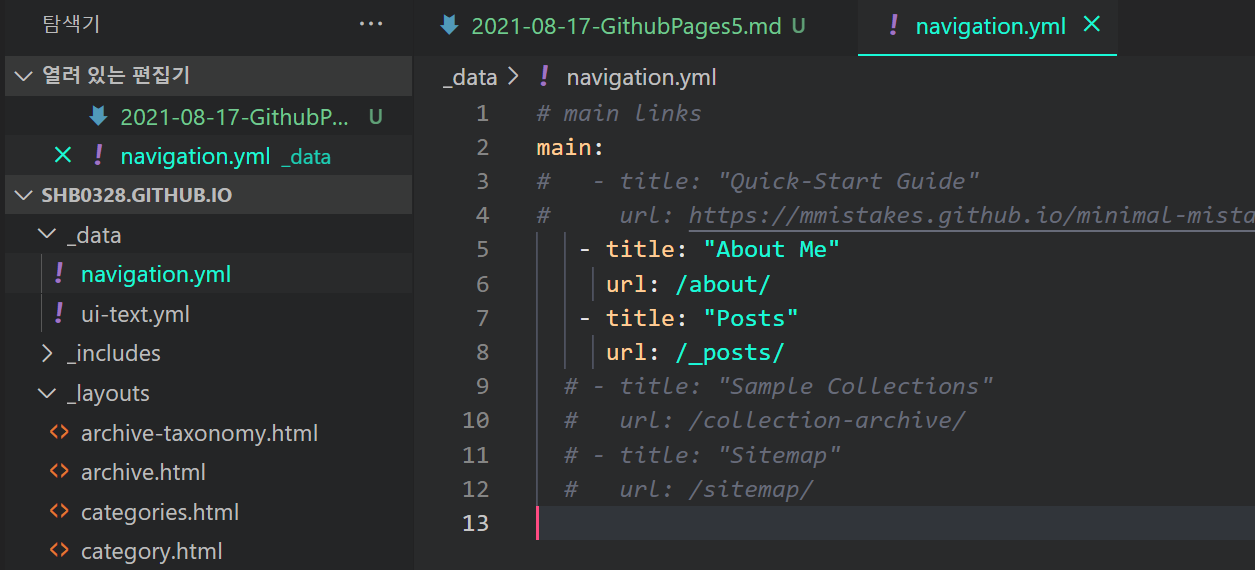 탐색기 ···
열려 있는 편집기
2021-08-17-GithubP... U
× ! navigation.yml _data
SHB0328.GITHUB.IO
_data
! navigation.yml
! ui-text.yml
_includes
_layouts
<> archive-taxonomy.html
<> archive.html
<> categories.html
<> category.html
2021-08-17-GithubPages5.md U
! navigation.yml ×
_data > ! navigation.yml
1 # main links
2 main:
3 #   - title: "Quick-Start Guide"
4 #     url: https://mmistakes.github.io/minimal-mista
5   - title: "About Me"
6     url: /about/
7   - title: "Posts"
8     url: /_posts/
9   # - title: "Sample Collections"
10   #   url: /collection-archive/
11   # - title: "Sitemap"
12   #   url: /sitemap/
13